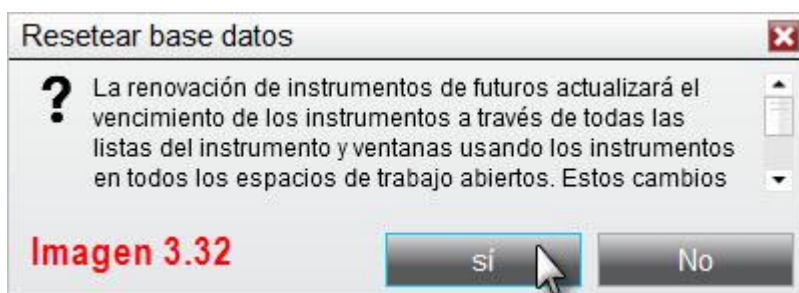 Resetear base datos
? La renovación de instrumentos de futuros actualizará el
vencimiento de los instrumentos a través de todas las
listas del instrumento y ventanas usando los instrumentos
en todos los espacios de trabajo abiertos. Estos cambios
Imagen 3.32
sí
No